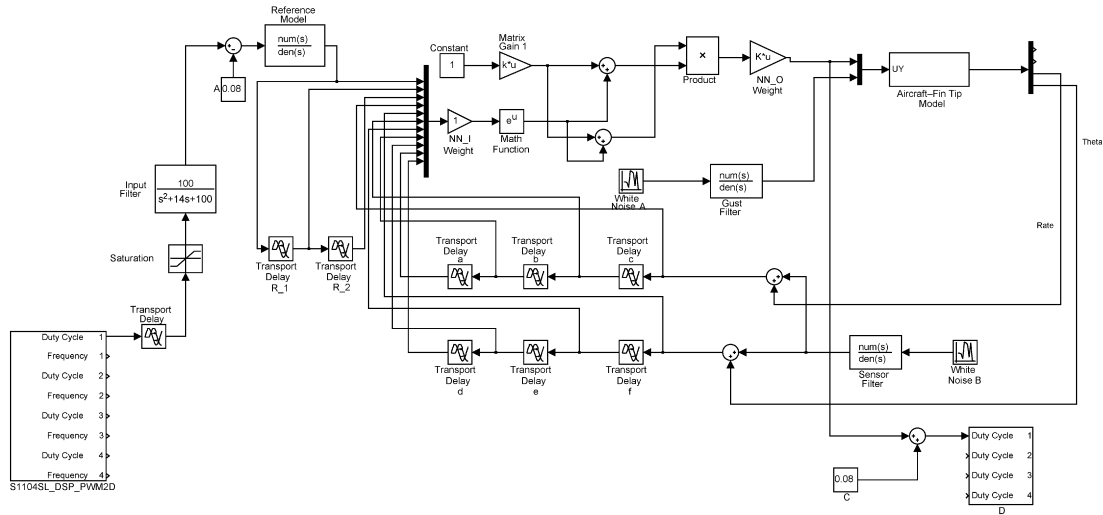 Reference
Model
num(s)
den(s)
A
0.08
Constant
1
Matrix
Gain 1
k*u
1
NN_I
Weight
e^u
Math
Function
×
Product
K*u
NN_O
Weight
UY
Aircraft–Fin Tip
Model
Theta
Rate
White
Noise A
num(s)
den(s)
Gust
Filter
Input
Filter
100
s²+14s+100
Saturation
Transport
Delay
Transport
Delay
R_1
Transport
Delay
R_2
Transport
Delay
a
Transport
Delay
b
Transport
Delay
c
Transport
Delay
d
Transport
Delay
e
Transport
Delay
f
num(s)
den(s)
Sensor
Filter
White
Noise B
Duty Cycle 1
Frequency 1
Duty Cycle 2
Frequency 2
Duty Cycle 3
Frequency 3
Duty Cycle 4
Frequency 4
S1104SL_DSP_PWM2D
0.08
C
Duty Cycle 1
Duty Cycle 2
Duty Cycle 3
Duty Cycle 4
D